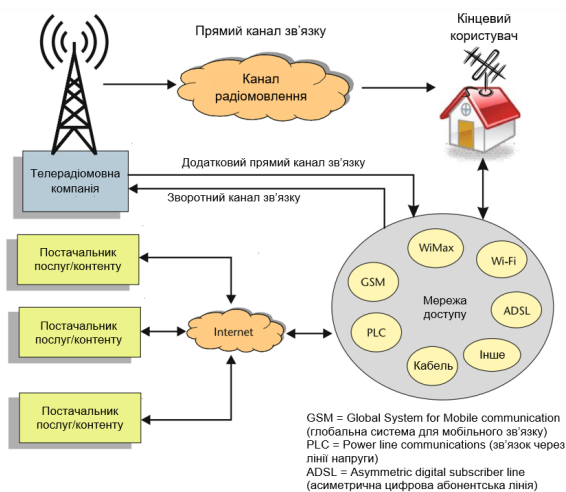 Прямий канал зв’язку
Кінцевий
користувач
Канал
радіомовлення
Телерадіомовна
компанія
Додатковий прямий канал зв’язку
Зворотний канал зв’язку
Постачальник
послуг/контенту
Постачальник
послуг/контенту
Постачальник
послуг/контенту
Internet
WiMax
Wi-Fi
GSM
Мережа
доступу
ADSL
PLC
Інше
Кабель
GSM = Global System for Mobile communication
(глобальна система для мобільного зв’язку)
PLC = Power line communications (зв’язок через
лінії напруги)
ADSL = Asymmetric digital subscriber line
(асиметрична цифрова абонентська лінія)